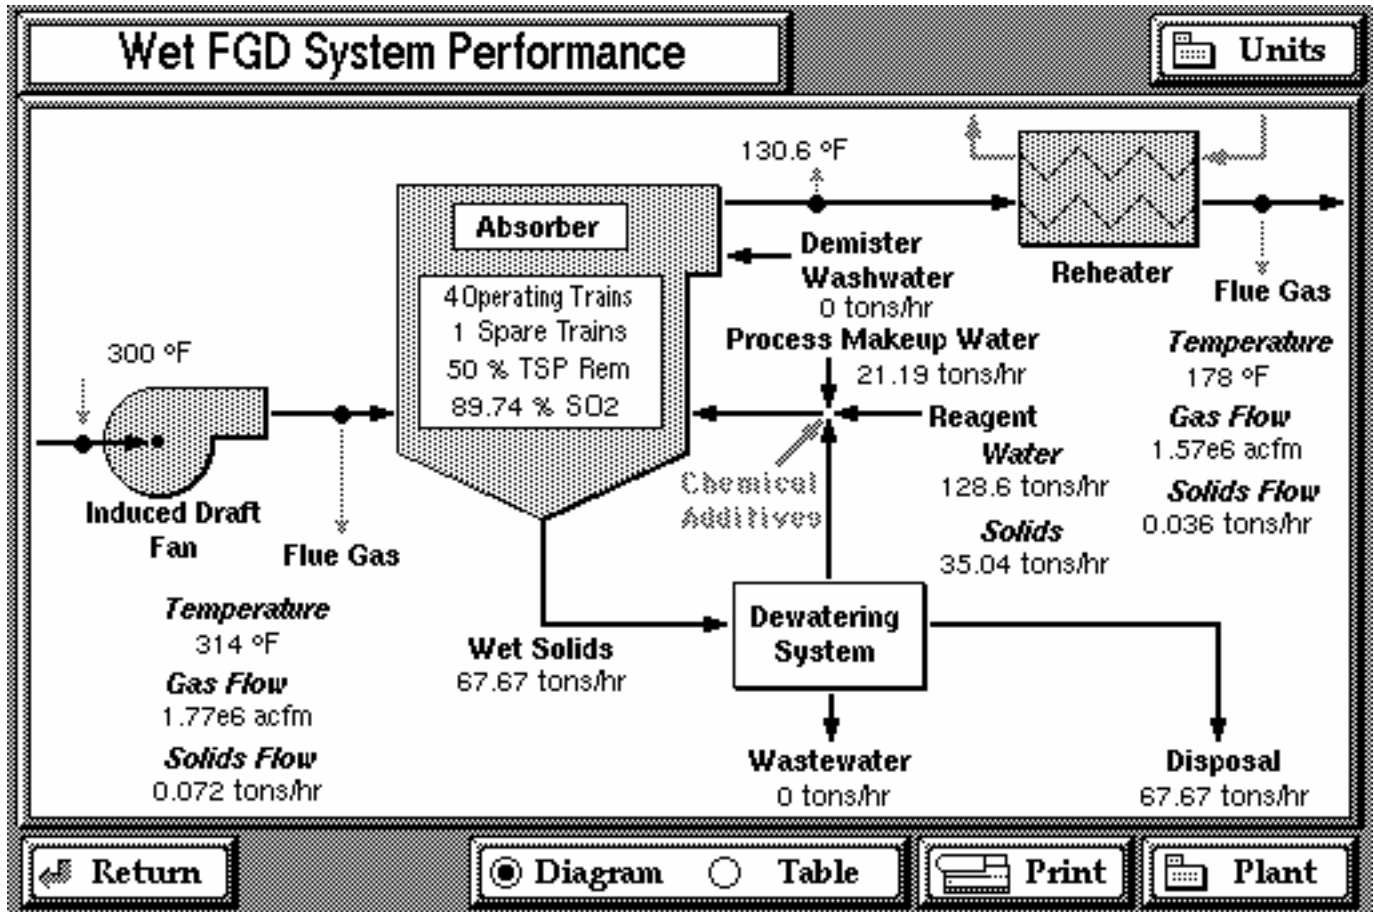 Wet FGD System Performance
Units
130.6 ºF
Absorber
Demister
Washwater
0 tons/hr
Reheater
Flue Gas
4 Operating Trains
1 Spare Trains
50 % TSP Rem
89.74 % SO2
300 ºF
Process Makeup Water
21.19 tons/hr
Temperature
178 ºF
Reagent
Gas Flow
1.57e6 acfm
Water
128.6 tons/hr
Solids Flow
0.036 tons/hr
Chemical
Additives
Solids
35.04 tons/hr
Induced Draft
Fan
Flue Gas
Temperature
314 ºF
Gas Flow
1.77e6 acfm
Solids Flow
0.072 tons/hr
Wet Solids
67.67 tons/hr
Dewatering
System
Wastewater
0 tons/hr
Disposal
67.67 tons/hr
Return
Diagram
Table
Print
Plant